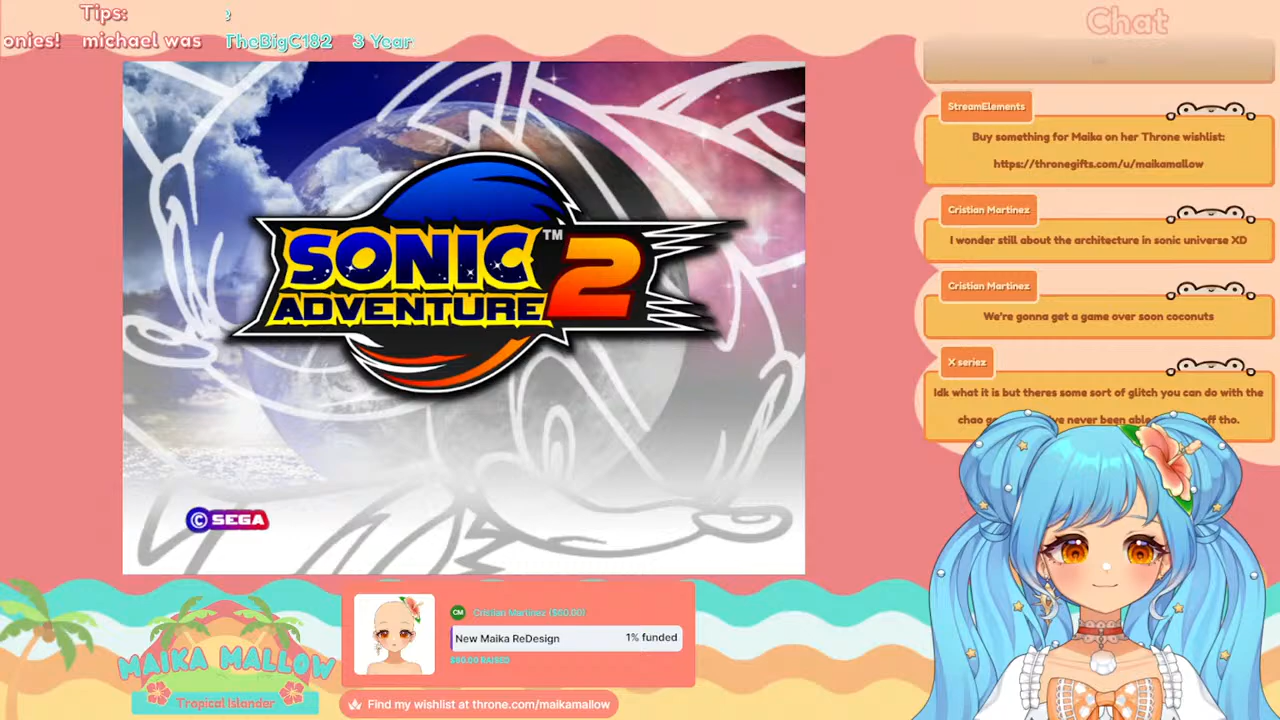 Tips:
onies! michael was
TheBigC182 3 Year
Chat
StreamElements
Buy something for Maika on her Throne wishlist:
https://thronegifts.com/u/maikamallow
Cristian Martinez
I wonder still about the architecture in sonic universe XD
Cristian Martinez
We're gonna get a game over soon coconuts
X seriez
Idk what it is but theres some sort of glitch you can do with the
chao
never been
off tho.
SONIC
ADVENTURE 2
TM
© SEGA
MAIKA MALLOW
Tropical Islander
CM
Cristian Martinez ($60.00)
New Maika ReDesign 1% funded
$60.00 RAISED
Find my wishlist at throne.com/maikamallow